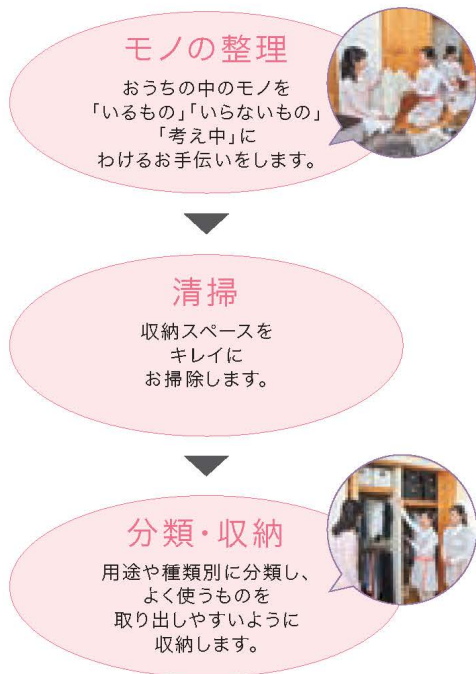 モノの整理
おうちの中のモノを
「いるもの」「いらないもの」
「考え中」に
わけるお手伝いをします。
清掃
収納スペースを
キレイに
お掃除します。
分類・収納
用途や種類別に分類し、
よく使うものを
取り出しやすいように
収納します。